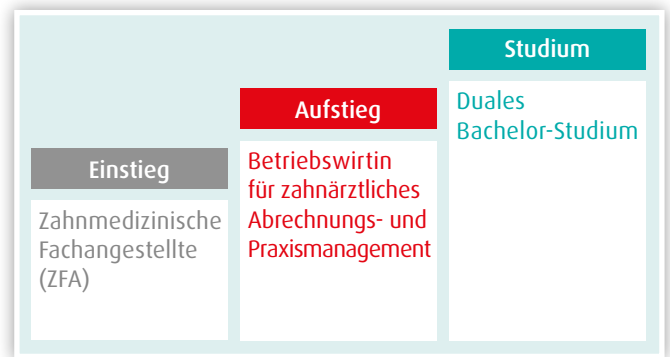 Einstieg
Zahnmedizinische
Fachangestellte
(ZFA)
Aufstieg
Betriebswirtin
für zahnärztliches
Abrechnungs- und
Praxismanagement
Studium
Duales
Bachelor-Studium